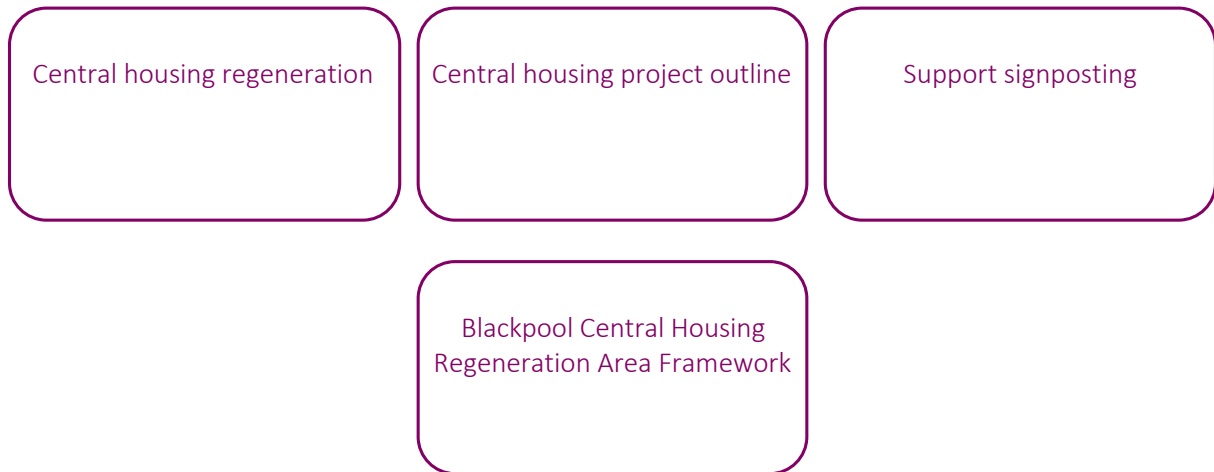 Central housing regeneration
Central housing project outline
Support signposting
Blackpool Central Housing
Regeneration Area Framework